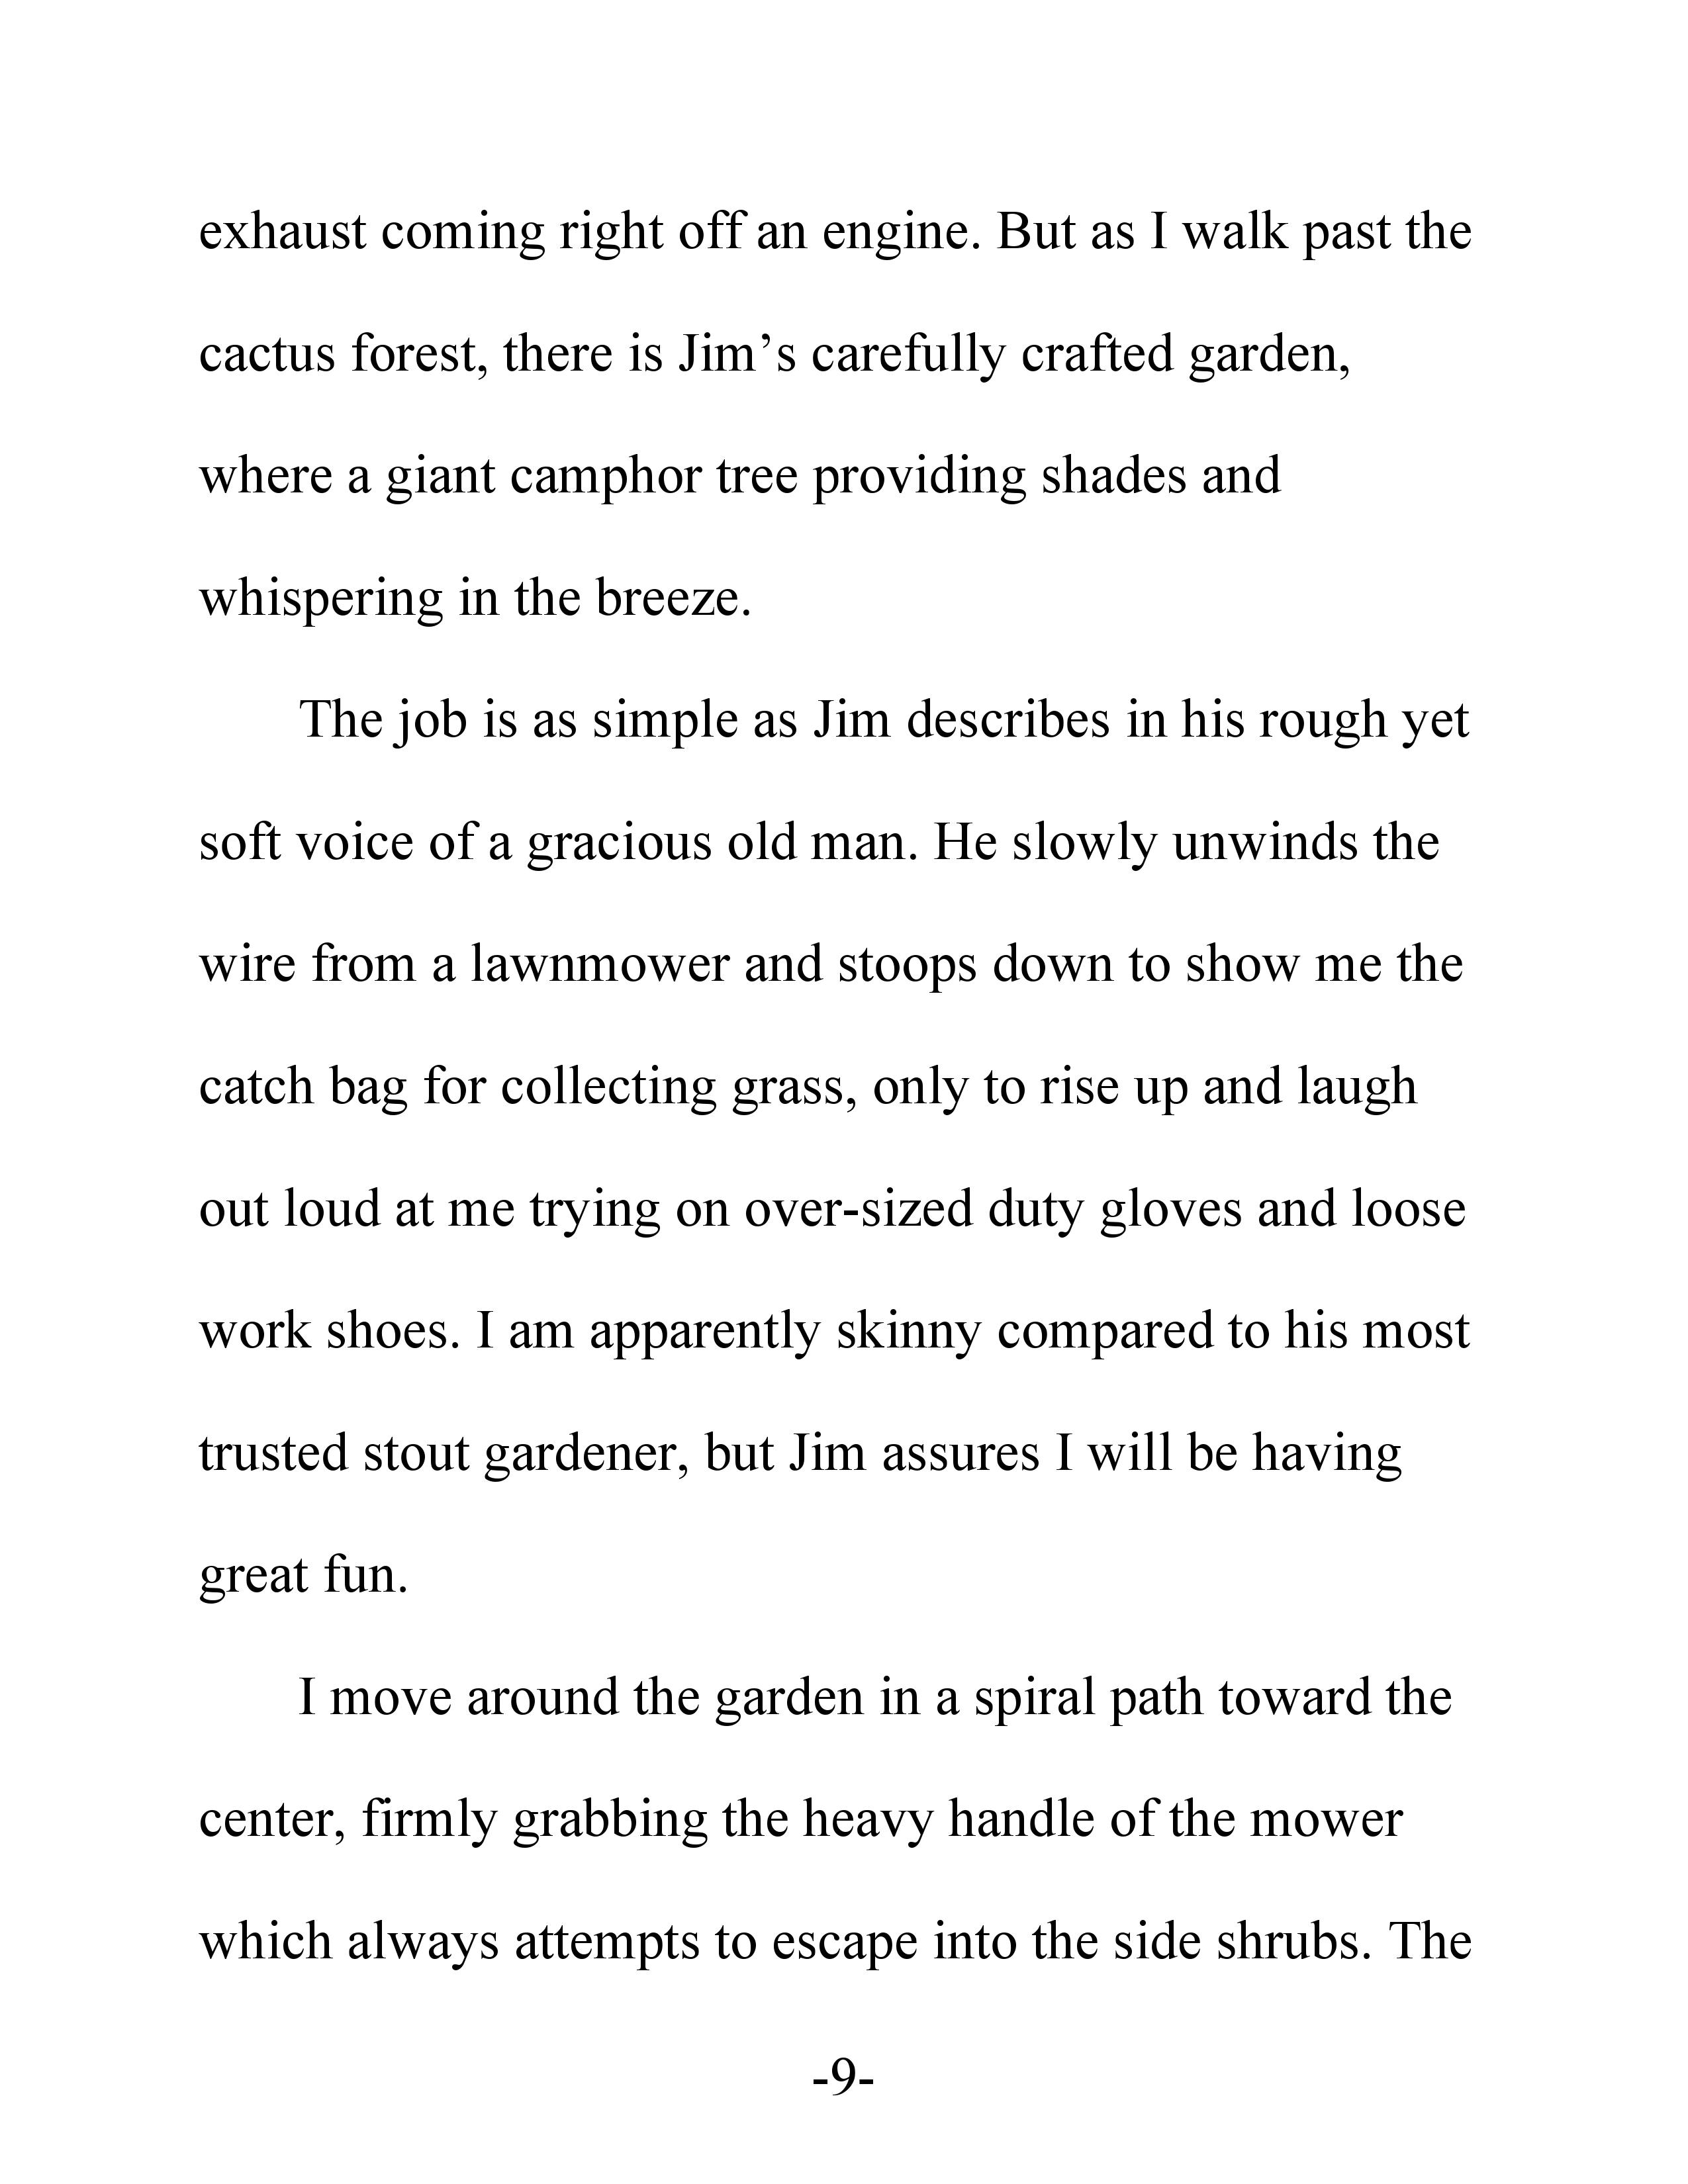 exhaust coming right off an engine. But as I walk past the
cactus forest, there is Jim’s carefully crafted garden,
where a giant camphor tree providing shades and
whispering in the breeze.
The job is as simple as Jim describes in his rough yet
soft voice of a gracious old man. He slowly unwinds the
wire from a lawnmower and stoops down to show me the
catch bag for collecting grass, only to rise up and laugh
out loud at me trying on over-sized duty gloves and loose
work shoes. I am apparently skinny compared to his most
trusted stout gardener, but Jim assures I will be having
great fun.
I move around the garden in a spiral path toward the
center, firmly grabbing the heavy handle of the mower
which always attempts to escape into the side shrubs. The
-9-